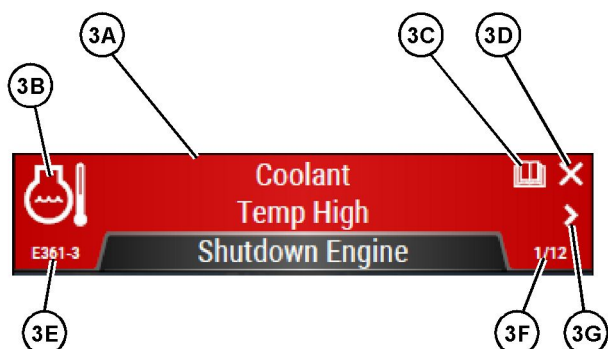 3A
3C
3D
3B
Coolant
Temp High
E361-3
Shutdown Engine
1/12
3E
3F
3G